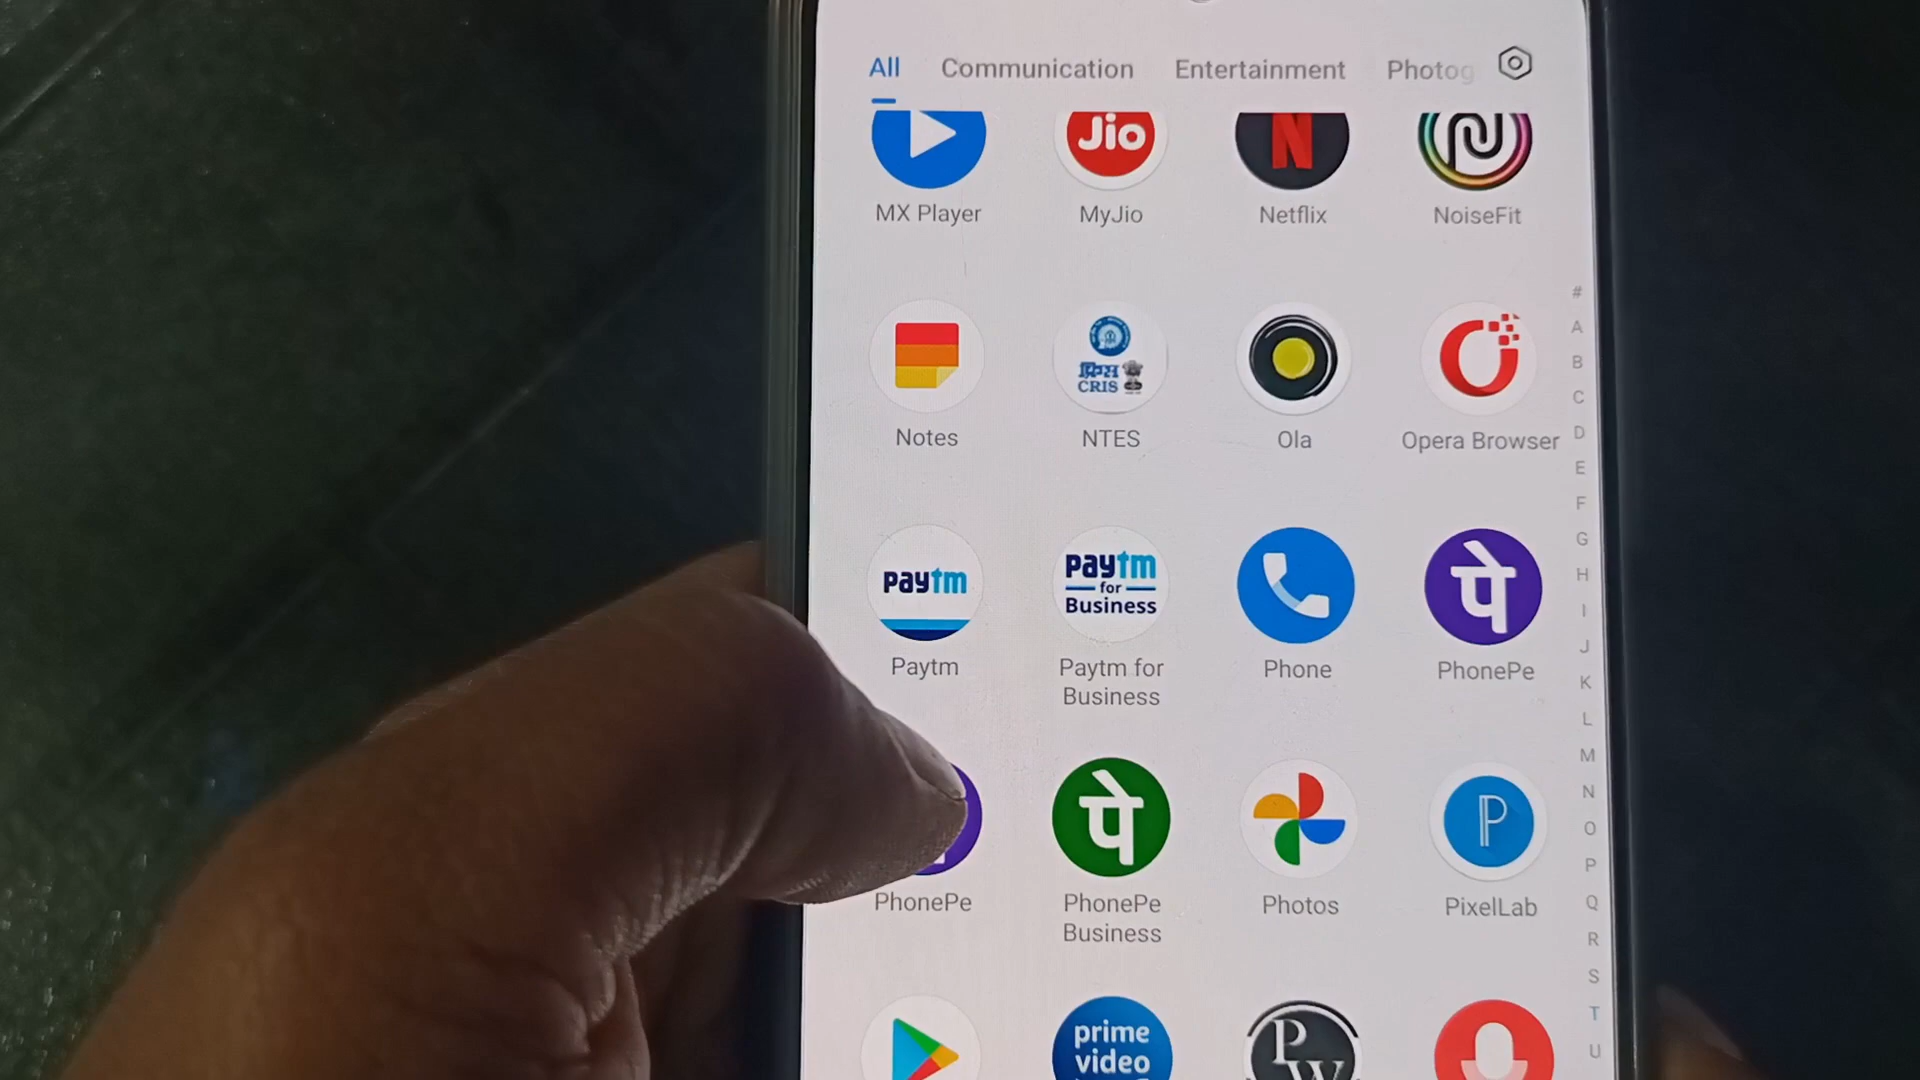 All Communication Entertainment Photog
Jio N
MX Player MyJio Netflix NoiseFit
क्रिस
CRIS
Notes NTES Ola Opera Browser
paytm
paytm
for
Business
पे
Paytm
Paytm for
Business
Phone
PhonePe
पे
P
PhonePe
PhonePe
Business
Photos
PixelLab
prime
video
P
W
#
A
B
C
D
E
F
G
H
I
J
K
L
M
N
O
P
Q
R
S
T
U